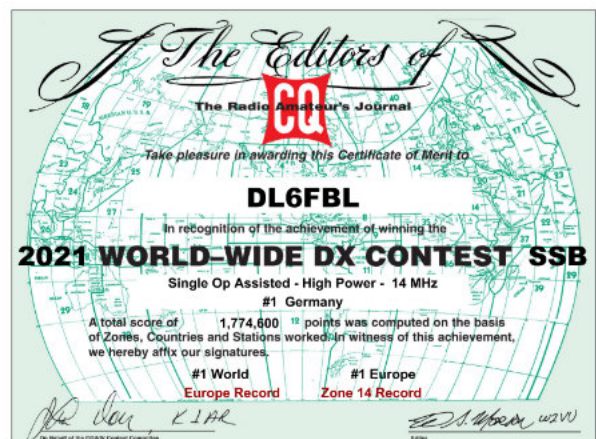 The Editors of
CQ
The Radio Amateur's Journal
Take pleasure in awarding this Certificate of Merit to
DL6FBL
In recognition of the achievement of winning the
2021 WORLD–WIDE DX CONTEST SSB
Single Op Assisted - High Power - 14 MHz
#1 Germany
A total score of 1,774,600 points was computed on the basis
of Zones, Countries and Stations worked. In witness of this achievement,
we hereby affix our signatures.
#1 World #1 Europe
Europe Record Zone 14 Record
K1AR W2VU